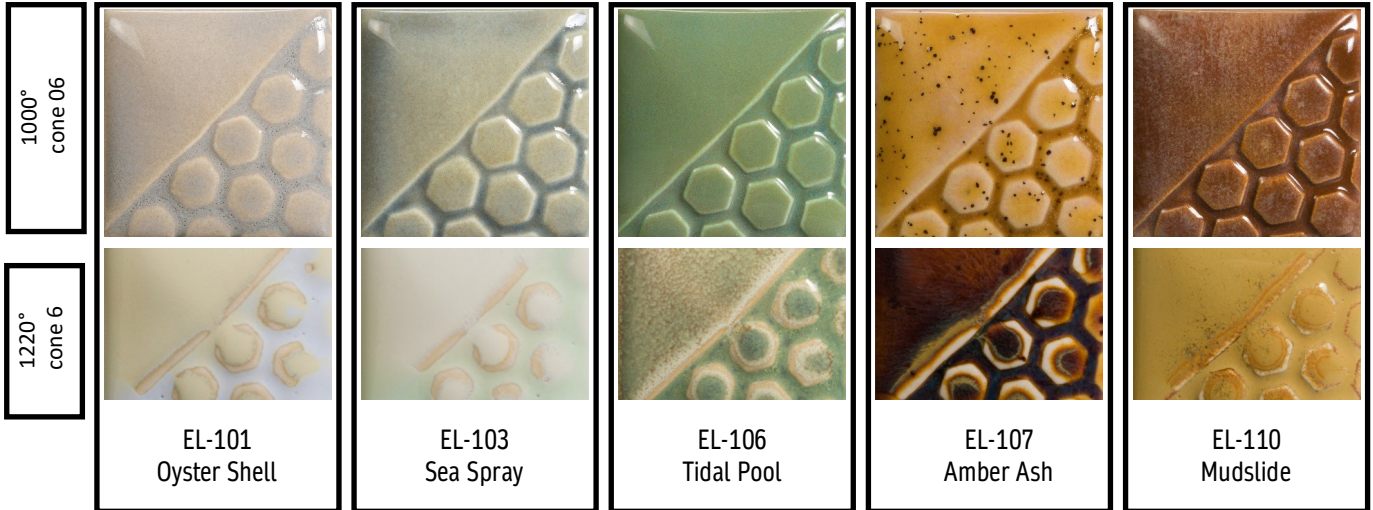 1000°
cone 06
1220°
cone 6
EL-101
Oyster Shell
EL-103
Sea Spray
EL-106
Tidal Pool
EL-107
Amber Ash
EL-110
Mudslide